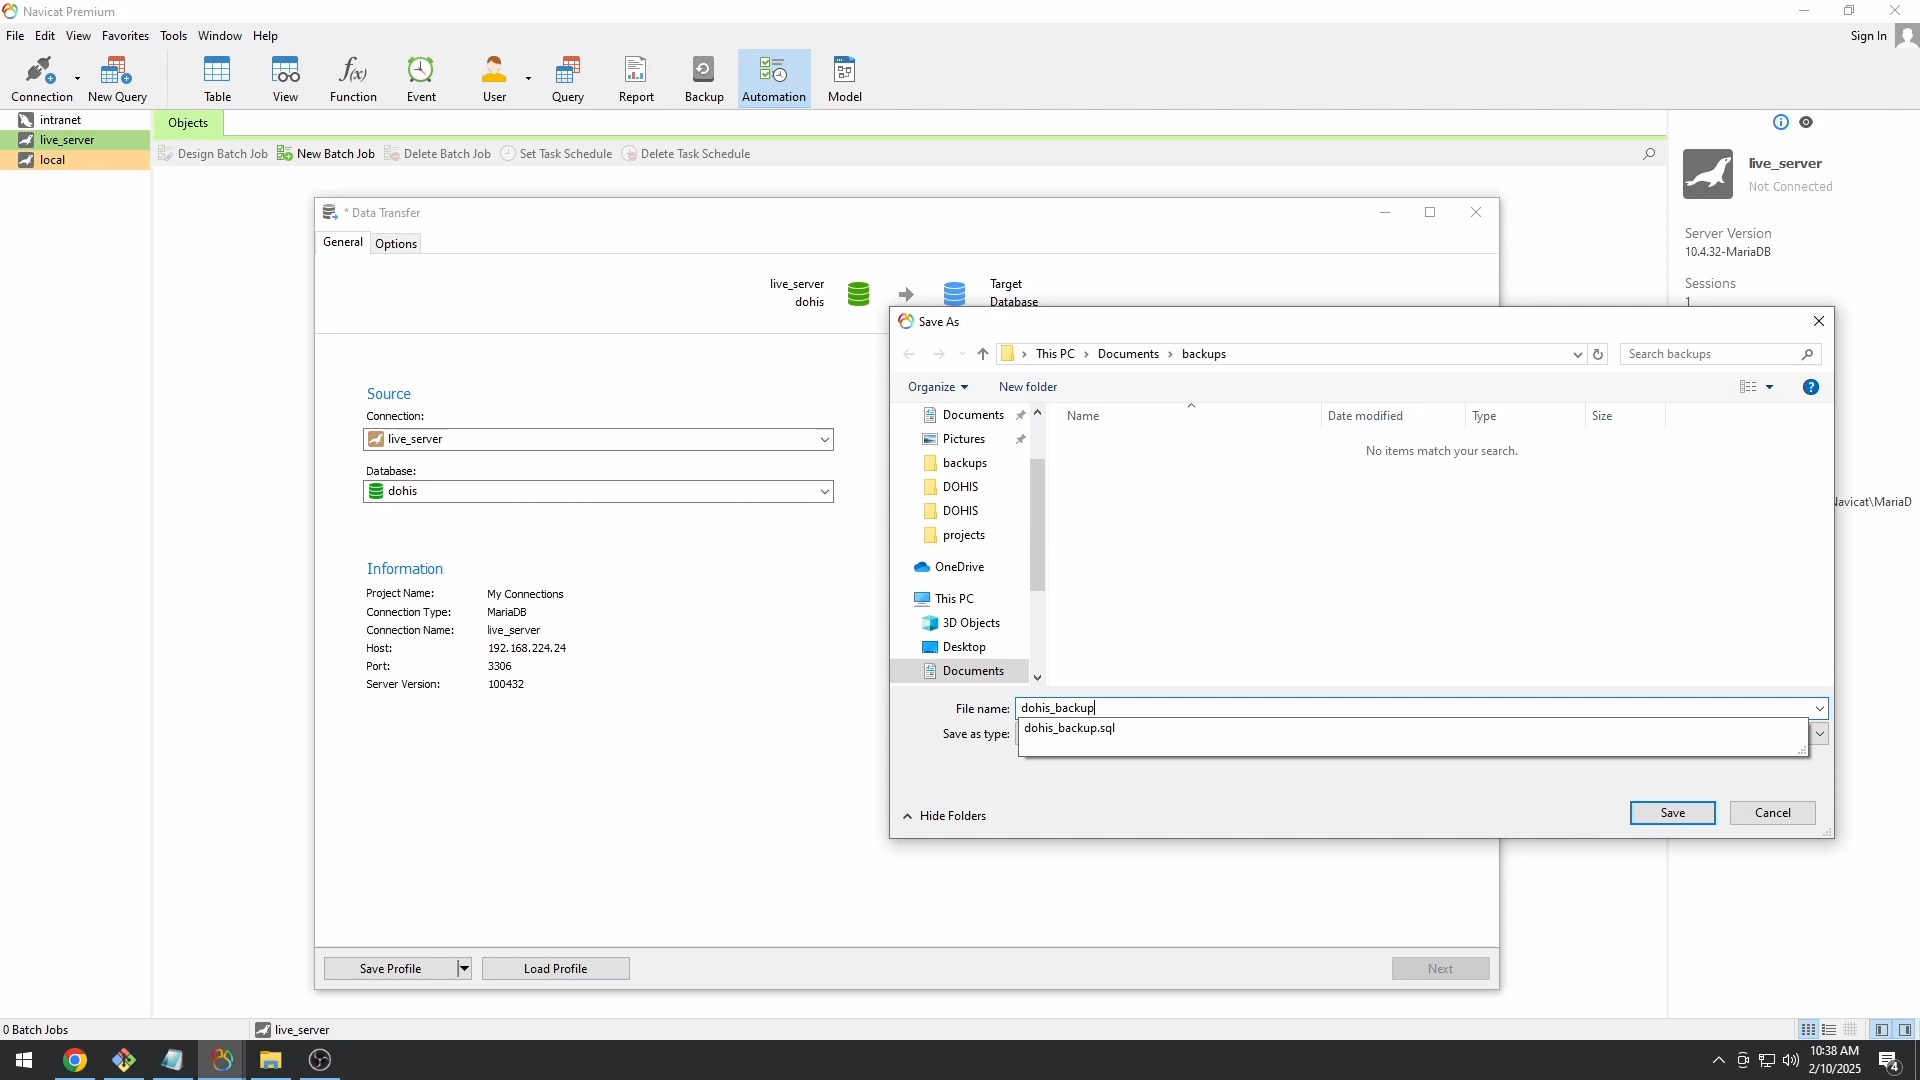 Navicat Premium
File Edit View Favorites Tools Window Help
Sign In
Connection New Query Table View f(x) Function Event User Query Report Backup Automation Model
intranet
live_server
local
Objects
Design Batch Job New Batch Job Delete Batch Job Set Task Schedule Delete Task Schedule
live_server
Not Connected
Server Version
10.4.32-MariaDB
Sessions
1
Navicat\MariaD
* Data Transfer
General Options
live_server
dohis
Target
Database
Source
Connection:
live_server
Database:
dohis
Information
Project Name: My Connections
Connection Type: MariaDB
Connection Name: live_server
Host: 192.168.224.24
Port: 3306
Server Version: 100432
Save Profile Load Profile Next
Save As
This PC › Documents › backups
Search backups
Organize New folder
Documents
Pictures
backups
DOHIS
DOHIS
projects
OneDrive
This PC
3D Objects
Desktop
Documents
Name Date modified Type Size
No items match your search.
File name: dohis_backup
dohis_backup.sql
Save as type:
Hide Folders
Save Cancel
0 Batch Jobs live_server
10:38 AM
2/10/2025
4